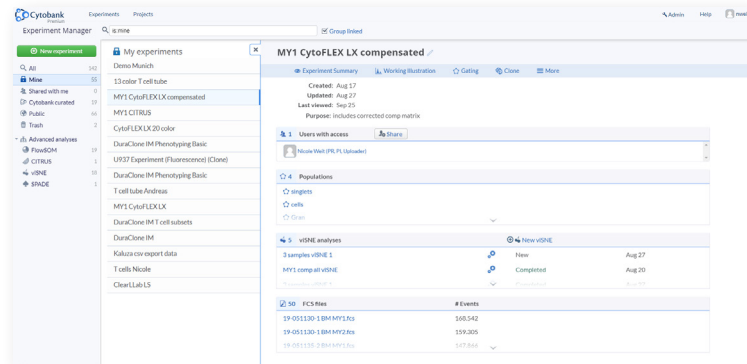 Cytobank
Premium
Experiments Projects
Admin Help
Experiment Manager is:mine Group linked
New experiment
All 142
Mine 55
Shared with me 0
Cytobank curated 19
Public 66
Trash 2
Advanced analyses
FlowSOM 19
CITRUS 1
viSNE 18
SPADE 1
My experiments
Demo Munich
13 color T cell tube
MY1 CytoFLEX LX compensated
MY1 CITRUS
CytoFLEX LX 20 color
DuraClone IM Phenotyping Basic
U937 Experiment (Fluorescence) (Clone)
DuraClone IM Phenotyping Basic
T cell tube Andreas
MY1 CytoFLEX LX
DuraClone IM T cell subsets
DuraClone IM
Kaluza csv export data
T cells Nicole
ClearLLab LS
MY1 CytoFLEX LX compensated
Experiment Summary Working Illustration Gating Clone More
Created: Aug 17
Updated: Aug 27
Last viewed: Sep 25
Purpose: includes corrected comp matrix
1 Users with access Share
Nicole Weit (PR, PI, Uploader)
4 Populations
singlets
cells
Gran
5 viSNE analyses New viSNE
3 samples viSNE 1 New Aug 27
MY1 comp all viSNE Completed Aug 20
50 FCS files # Events
19-051130-1 BM MY1.fcs 168.542
19-051130-1 BM MY2.fcs 159.305
147.866